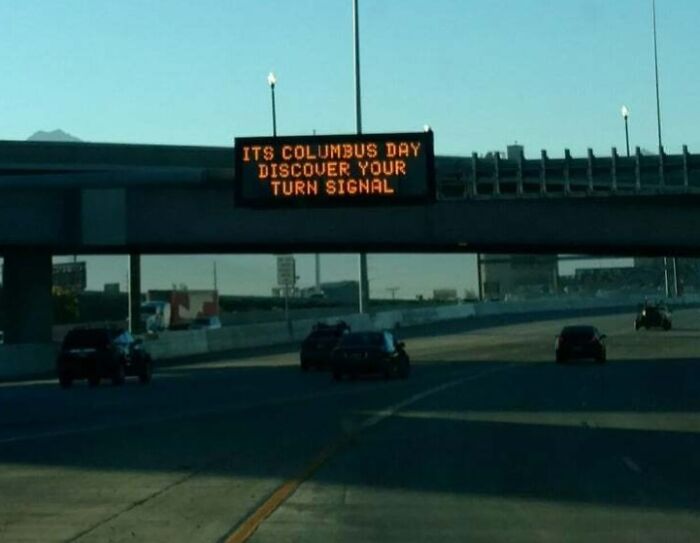 ITS COLUMBUS DAY
DISCOVER YOUR
TURN SIGNAL